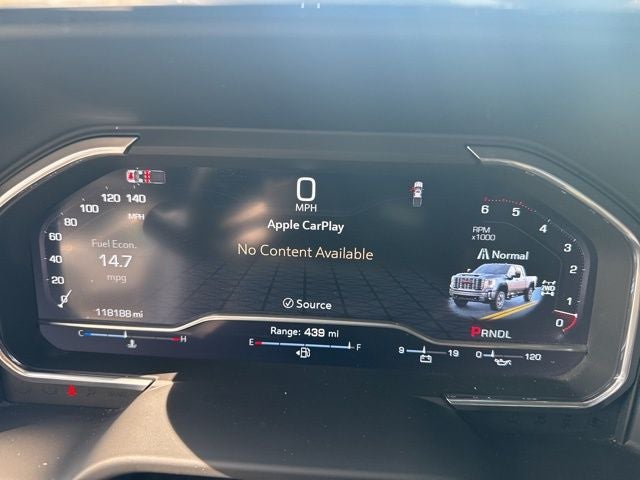 0
MPH
Apple CarPlay
No Content Available
Source
Range: 439 mi
20
40
60
80
100
120
140
MPH
Fuel Econ.
14.7
mpg
118188 mi
C H
E F
9 19
0 120
6
5
4
3
2
1
0
RPM
x1000
Normal
2WD
PRNDL